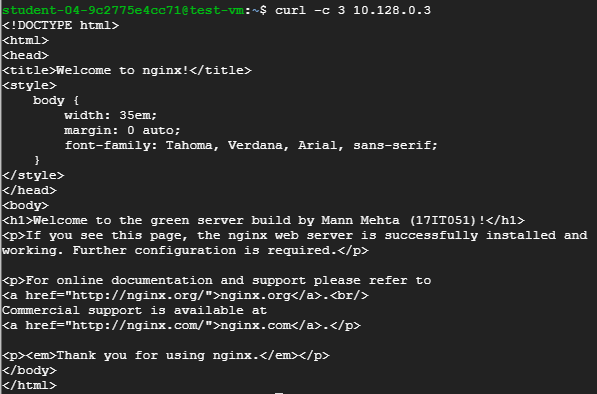 student-04-9c2775e4cc71@test-vm:~$ curl -c 3 10.128.0.3
<!DOCTYPE html>
<html>
<head>
<title>Welcome to nginx!</title>
<style>
    body {
        width: 35em;
        margin: 0 auto;
        font-family: Tahoma, Verdana, Arial, sans-serif;
    }
</style>
</head>
<body>
<h1>Welcome to the green server build by Mann Mehta (17IT051)!</h1>
<p>If you see this page, the nginx web server is successfully installed and
working. Further configuration is required.</p>

<p>For online documentation and support please refer to
<a href="http://nginx.org/">nginx.org</a>.<br/>
Commercial support is available at
<a href="http://nginx.com/">nginx.com</a>.</p>

<p><em>Thank you for using nginx.</em></p>
</body>
</html>